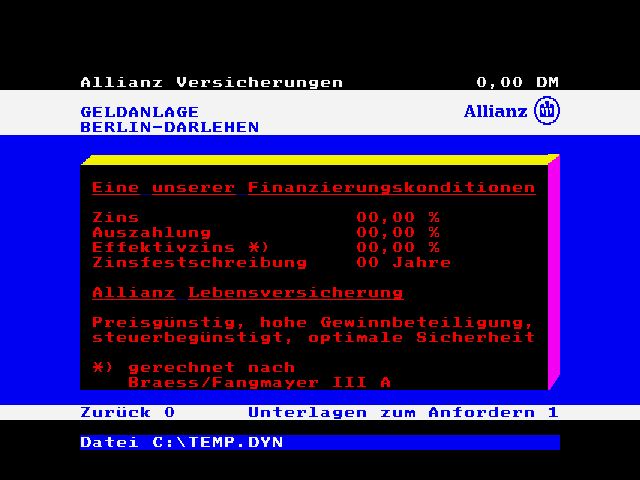 Allianz Versicherungen 0,00 DM
GELDANLAGE
BERLIN-DARLEHEN
Allianz
Eine unserer Finanzierungskonditionen
Zins 00,00 %
Auszahlung 00,00 %
Effektivzins *) 00,00 %
Zinsfestschreibung 00 Jahre
Allianz Lebensversicherung
Preisgünstig, hohe Gewinnbeteiligung,
steuerbegünstigt, optimale Sicherheit
*) gerechnet nach
Braess/Fangmayer III A
Zurück 0 Unterlagen zum Anfordern 1
Datei C:\TEMP.DYN